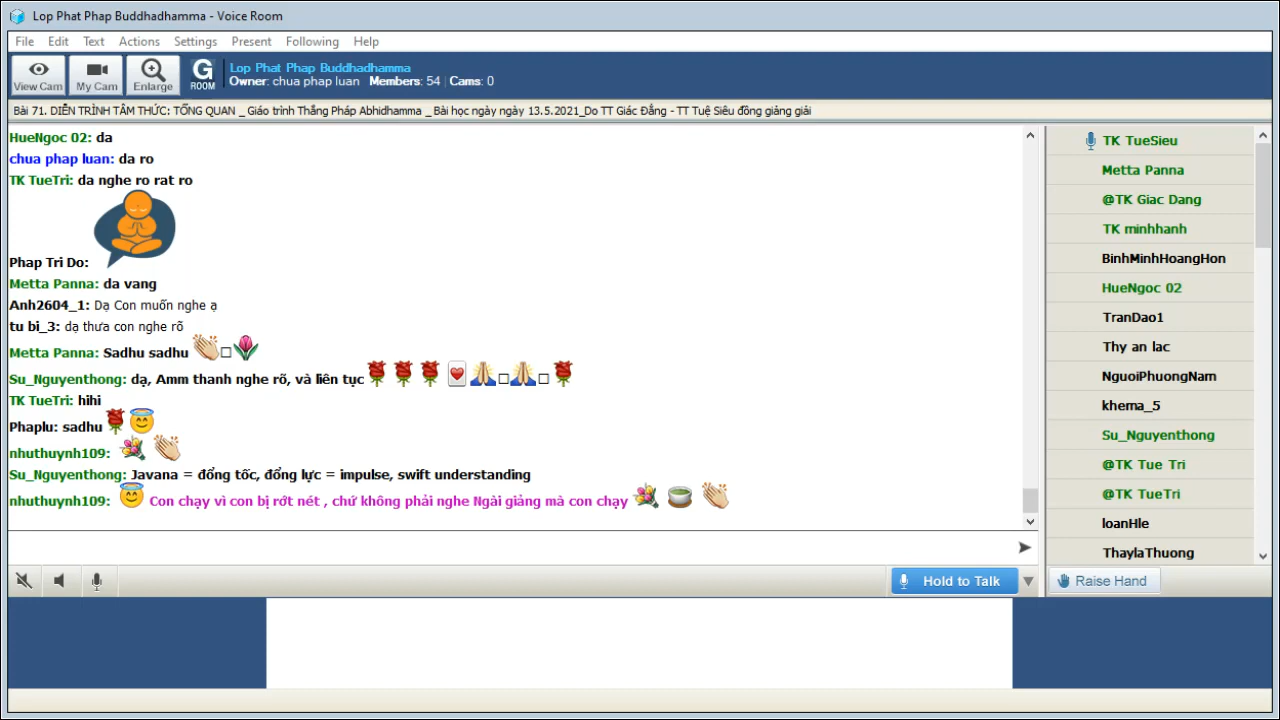 Lop Phat Phap Buddhadhamma - Voice Room
File Edit Text Actions Settings Present Following Help
View Cam My Cam Enlarge G ROOM
Lop Phat Phap Buddhadhamma
Owner: chua phap luan Members: 54 Cams: 0
Bài 71. DIỄN TRÌNH TÂM THỨC: TỔNG QUAN _ Giáo trình Thắng Pháp Abhidhamma _ Bài học ngày ngày 13.5.2021_Do TT Giác Đẳng - TT Tuệ Siêu đồng giảng giải
HueNgoc 02: da
chua phap luan: da ro
TK TueTri: da nghe ro rat ro
Phap Tri Do:
Metta Panna: da vang
Anh2604_1: Dạ Con muốn nghe ạ
tu bi_3: dạ thưa con nghe rõ
Metta Panna: Sadhu sadhu
Su_Nguyenthong: dạ, Amm thanh nghe rõ, và liên tục
TK TueTri: hihi
Phaplu: sadhu
nhuthuynh109:
Su_Nguyenthong: Javana = đổng tốc, đổng lực = impulse, swift understanding
nhuthuynh109: Con chạy vì con bị rớt nét , chứ không phải nghe Ngài giảng mà con chạy
TK TueSieu
Metta Panna
@TK Giac Dang
TK minhhanh
BinhMinhHoangHon
HueNgoc 02
TranDao1
Thy an lac
NguoiPhuongNam
khema_5
Su_Nguyenthong
@TK Tue Tri
@TK TueTri
loanHle
ThaylaThuong
Hold to Talk
Raise Hand